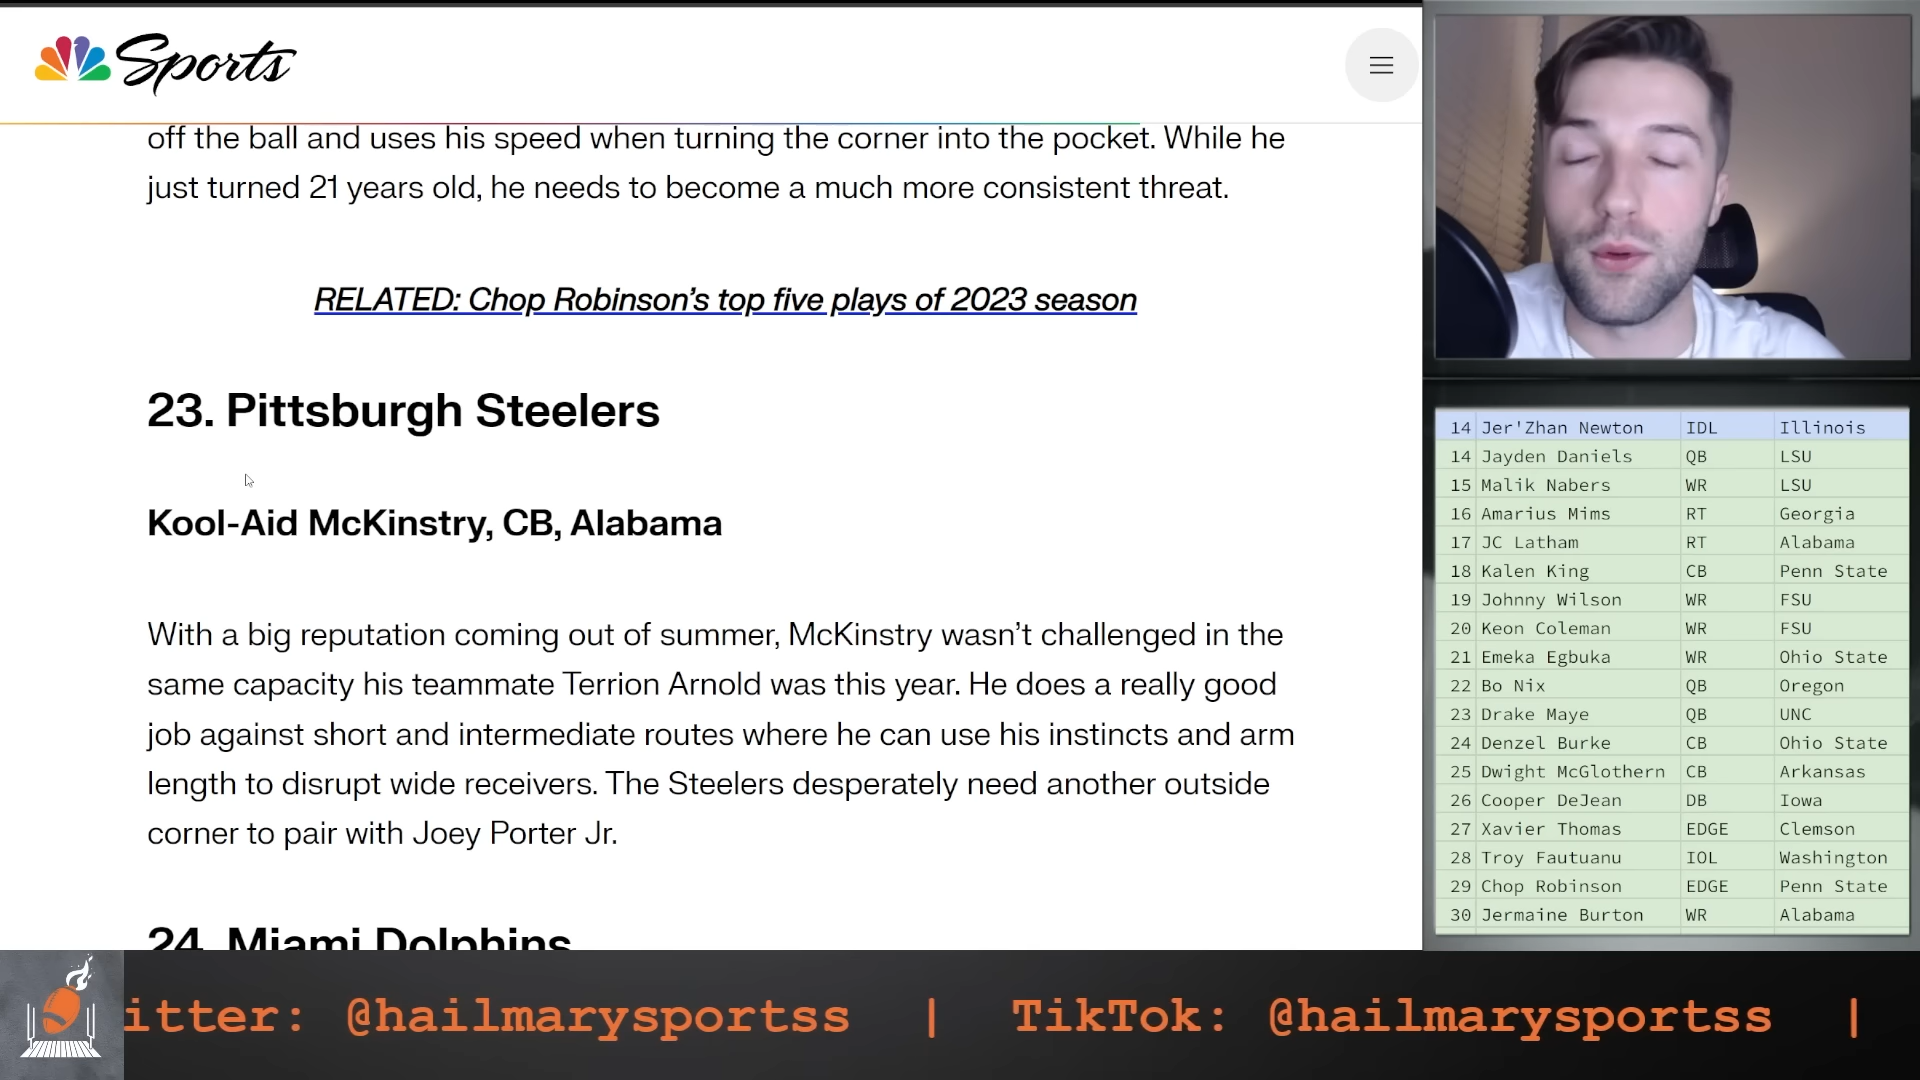 Sports
off the ball and uses his speed when turning the corner into the pocket. While he
just turned 21 years old, he needs to become a much more consistent threat.
RELATED: Chop Robinson's top five plays of 2023 season
23. Pittsburgh Steelers
Kool-Aid McKinstry, CB, Alabama
With a big reputation coming out of summer, McKinstry wasn't challenged in the
same capacity his teammate Terrion Arnold was this year. He does a really good
job against short and intermediate routes where he can use his instincts and arm
length to disrupt wide receivers. The Steelers desperately need another outside
corner to pair with Joey Porter Jr.
24. Miami Dolphins
14 Jer'Zhan Newton IDL Illinois
14 Jayden Daniels QB LSU
15 Malik Nabers WR LSU
16 Amarius Mims RT Georgia
17 JC Latham RT Alabama
18 Kalen King CB Penn State
19 Johnny Wilson WR FSU
20 Keon Coleman WR FSU
21 Emeka Egbuka WR Ohio State
22 Bo Nix QB Oregon
23 Drake Maye QB UNC
24 Denzel Burke CB Ohio State
25 Dwight McGlothern CB Arkansas
26 Cooper DeJean DB Iowa
27 Xavier Thomas EDGE Clemson
28 Troy Fautuanu IOL Washington
29 Chop Robinson EDGE Penn State
30 Jermaine Burton WR Alabama
itter: @hailmarysportss | TikTok: @hailmarysportss |